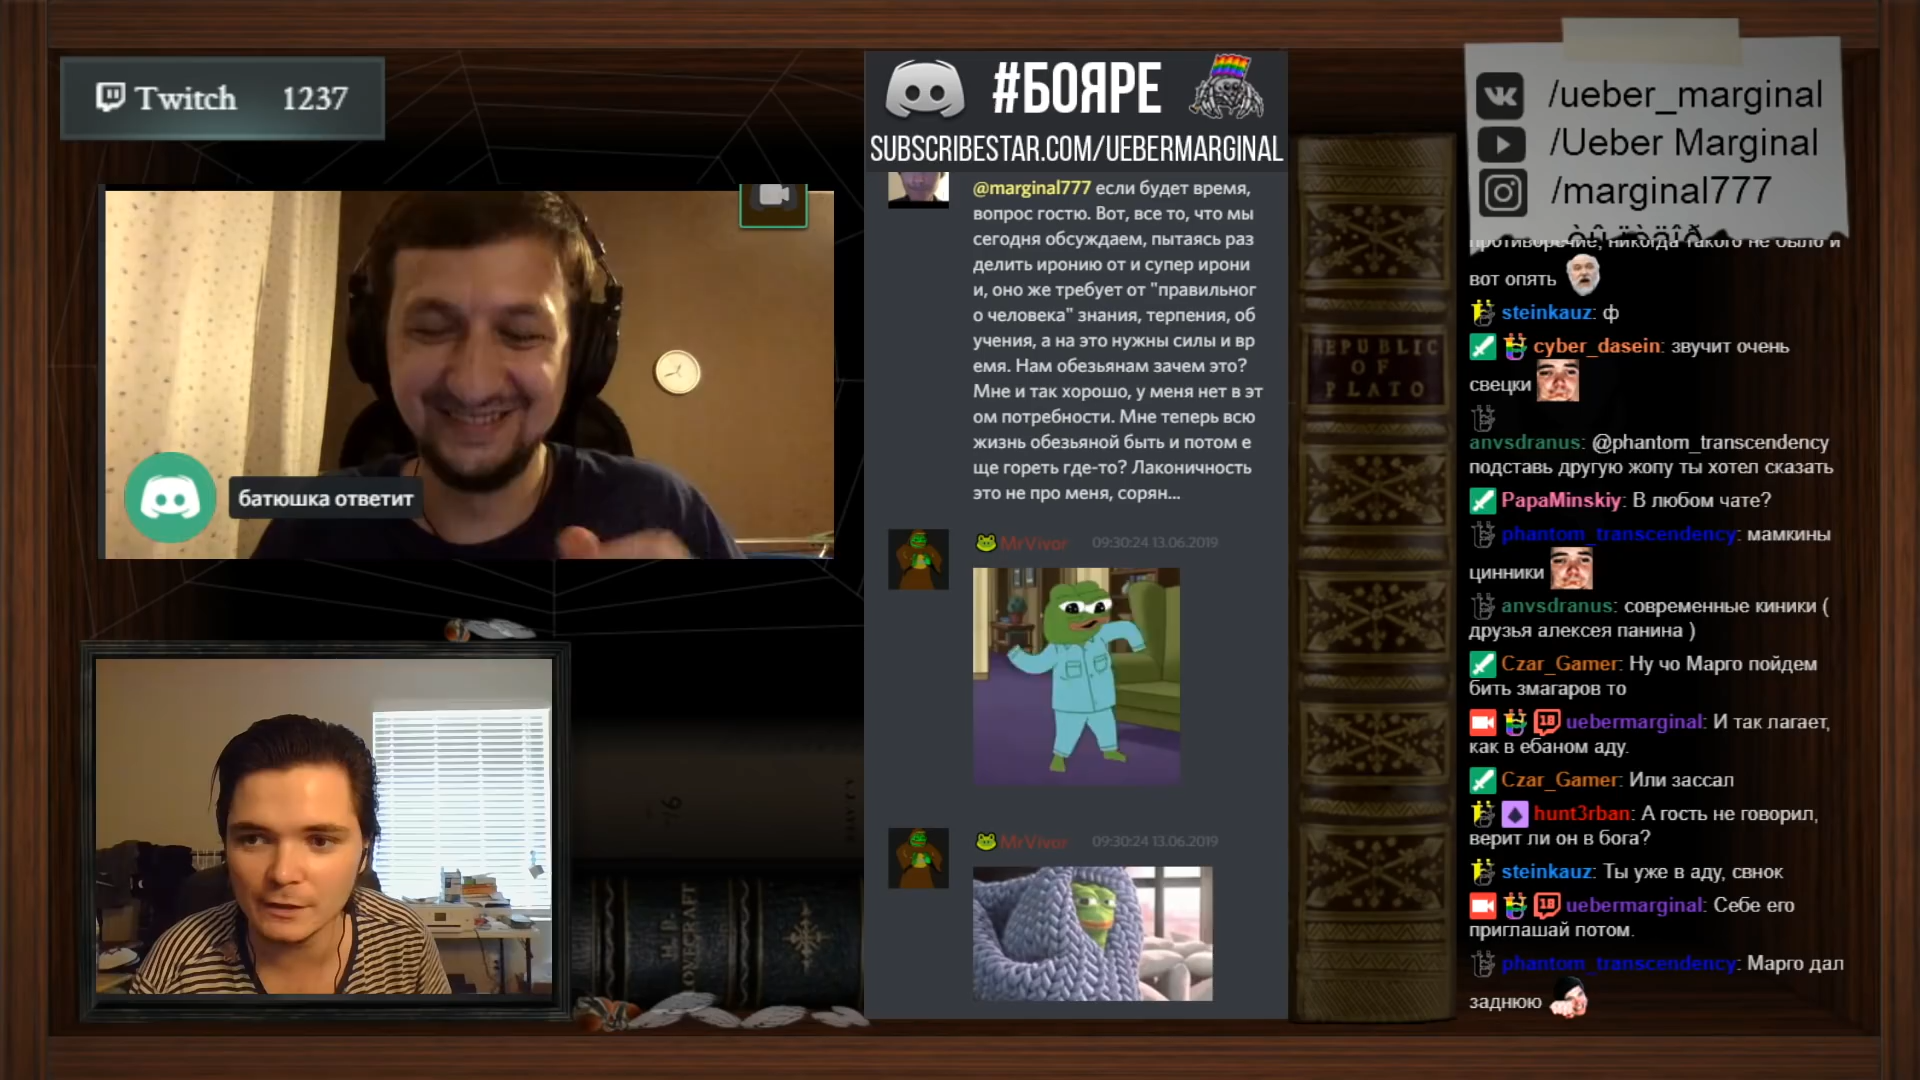 Twitch 1237
батюшка ответит
#БОЯРЕ
SUBSCRIBESTAR.COM/UEBERMARGINAL
@marginal777 если будет время,
вопрос гостю. Вот, все то, что мы
сегодня обсуждаем, пытаясь раз
делить иронию от и супер ирони
и, оно же требует от "правильног
о человека" знания, терпения, об
учения, а на это нужны силы и вр
емя. Нам обезьянам зачем это?
Мне и так хорошо, у меня нет в эт
ом потребности. Мне теперь всю
жизнь обезьяной быть и потом е
ще гореть где-то? Лаконичность
это не про меня, сорян...
MrVivor 09:30:24 13.06.2019
MrVivor 09:30:24 13.06.2019
H. P.
LOVECRAFT
REPUBLIC
OF
PLATO
/ueber_marginal
/Ueber Marginal
/marginal777
противоречие, никогда такого не было и
вот опять
steinkauz: ф
cyber_dasein: звучит очень
свецки
anvsdranus: @phantom_transcendency
подставь другую жопу ты хотел сказать
PapaMinskiy: В любом чате?
phantom_transcendency: мамкины
цинники
anvsdranus: современные киники (
друзья алексея панина )
Czar_Gamer: Ну чо Марго пойдем
бить змагаров то
uebermarginal: И так лагает,
как в ебаном аду.
Czar_Gamer: Или зассал
hunt3rban: А гость не говорил,
верит ли он в бога?
steinkauz: Ты уже в аду, свнок
uebermarginal: Себе его
приглашай потом.
phantom_transcendency: Марго дал
заднюю